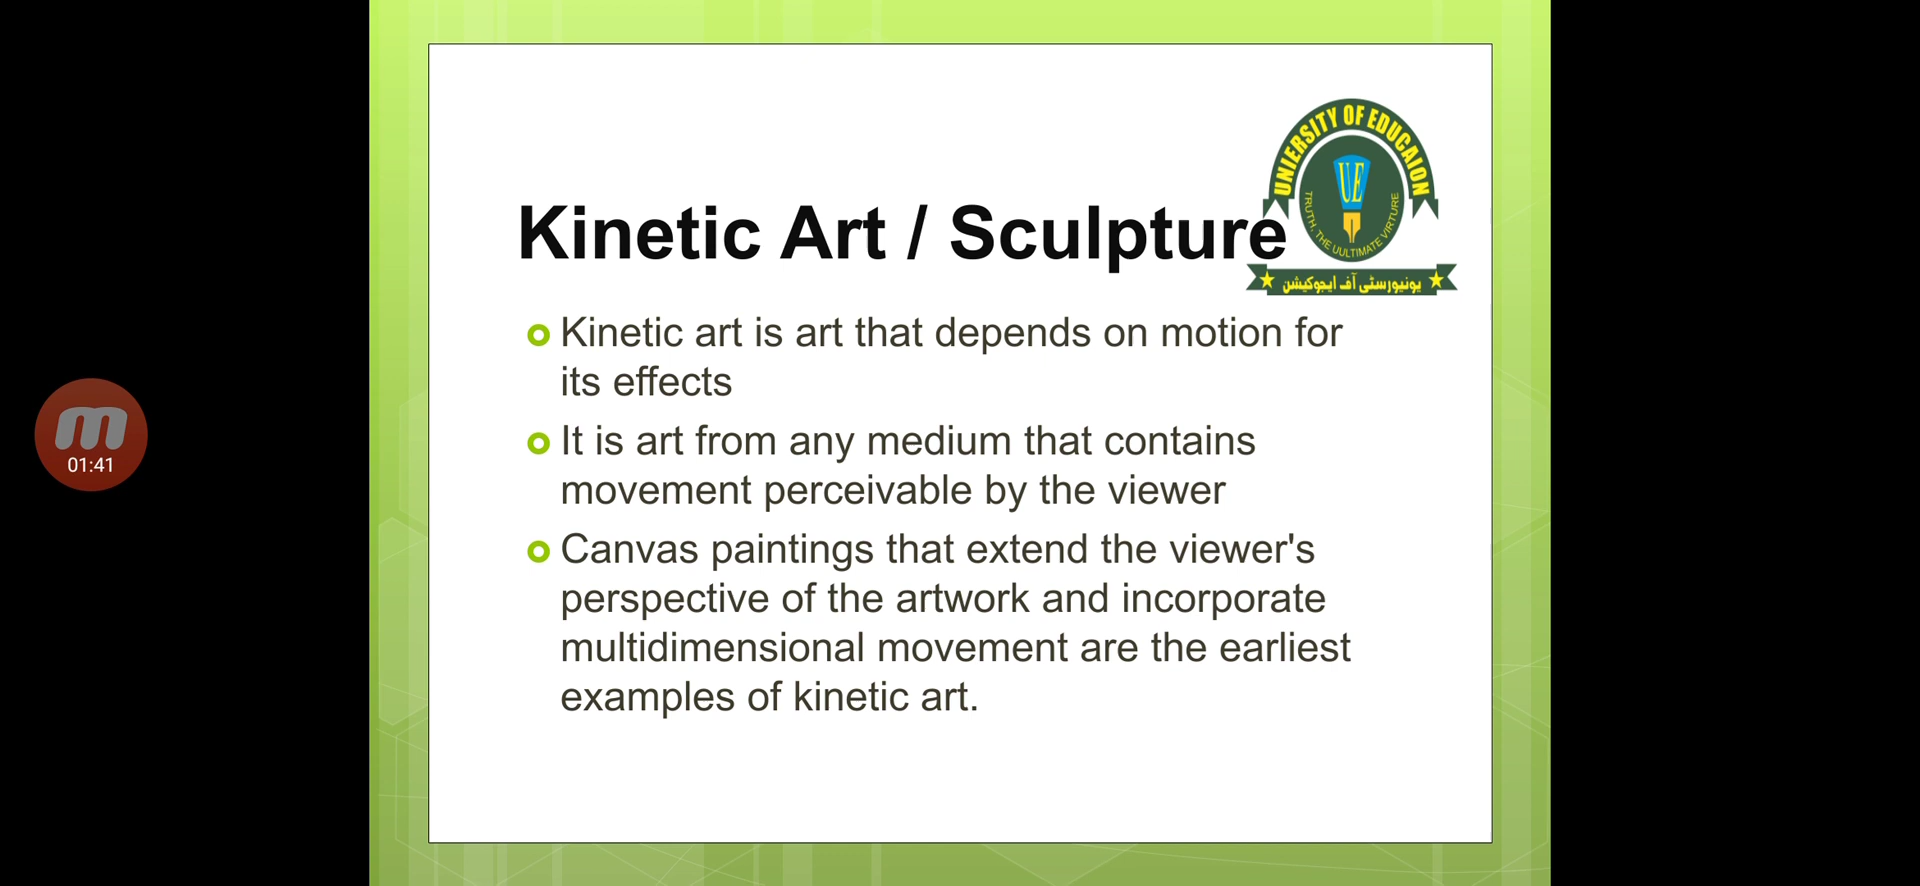 UNIERSITY OF EDUCAION
UE
TRUTH, THE UULTIMATE VIRTURE
یونیورسٹی آف ایجوکیشن
Kinetic Art / Sculpture
Kinetic art is art that depends on motion for
its effects
It is art from any medium that contains
movement perceivable by the viewer
Canvas paintings that extend the viewer's
perspective of the artwork and incorporate
multidimensional movement are the earliest
examples of kinetic art.
m
01:41